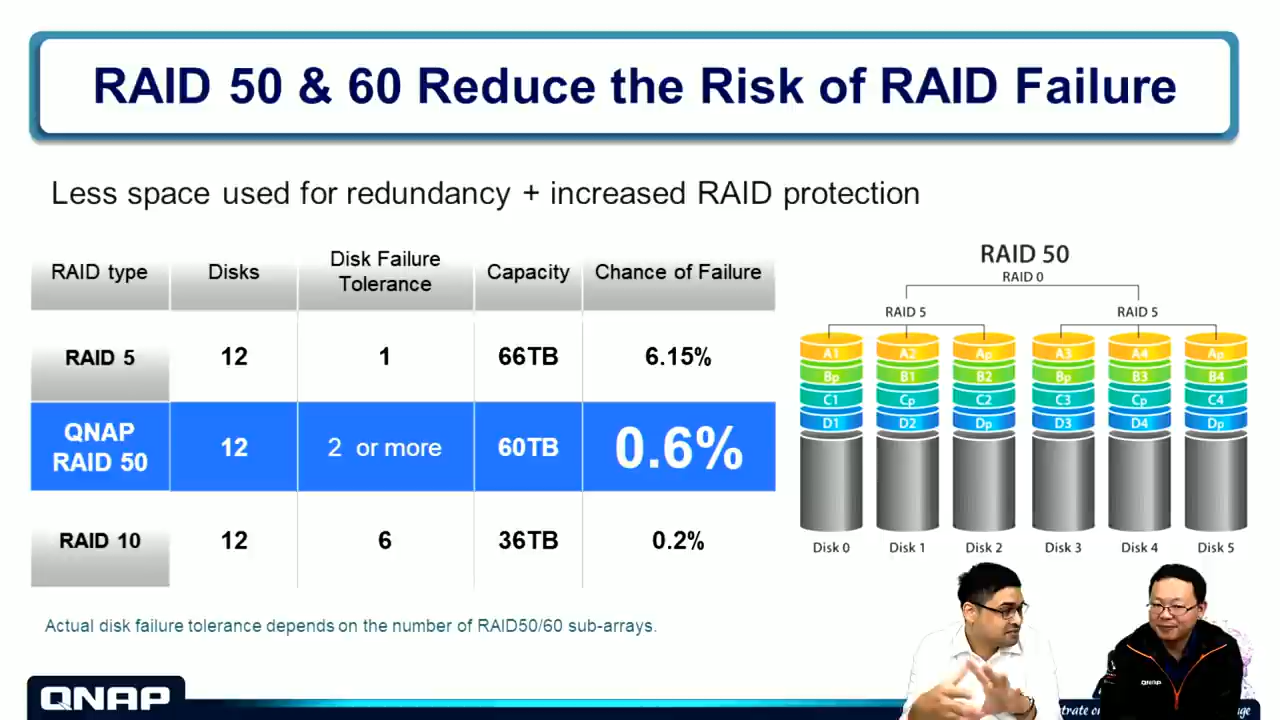 RAID 50 & 60 Reduce the Risk of RAID Failure
Less space used for redundancy + increased RAID protection
RAID type Disks Disk Failure Tolerance Capacity Chance of Failure
RAID 5 12 1 66TB 6.15%
QNAP RAID 50 12 2 or more 60TB 0.6%
RAID 10 12 6 36TB 0.2%
Actual disk failure tolerance depends on the number of RAID50/60 sub-arrays.
RAID 50
RAID 0
RAID 5 RAID 5
A1 A2 Ap A3 A4 Ap
Bp B1 B2 Bp B3 B4
C1 Cp C2 C3 Cp C4
D1 D2 Dp D3 D4 Dp
Disk 0 Disk 1 Disk 2 Disk 3 Disk 4 Disk 5
QNAP
QNAP